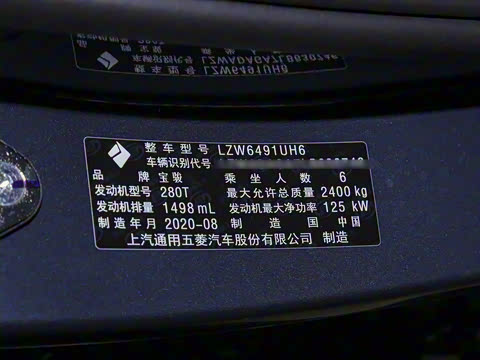 整车型号 LZW6491UH6
车辆识别代号
品牌 宝骏 乘坐人数 6
发动机型号 280T 最大允许总质量 2400 kg
发动机排量 1498 mL 发动机最大净功率 125 kW
制造年月 2020-08 制造国 中国
上汽通用五菱汽车股份有限公司 制造